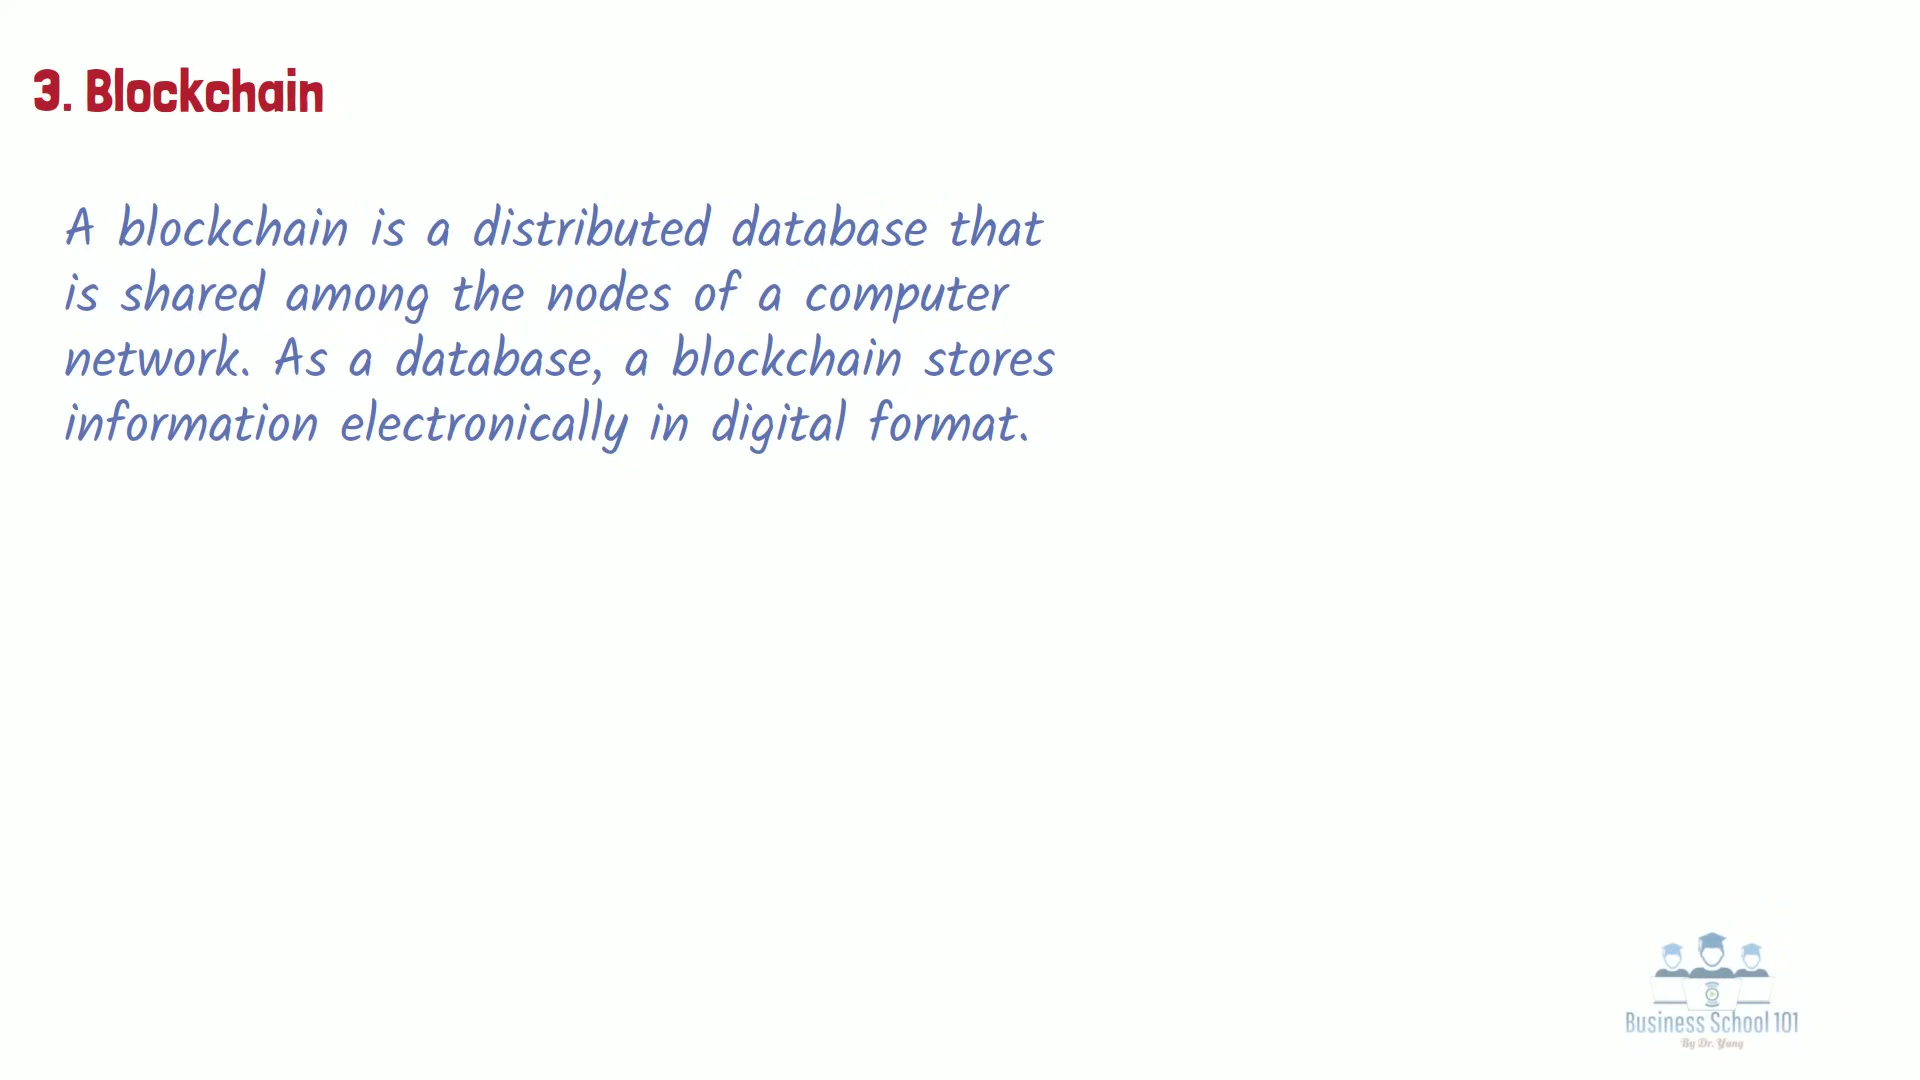 3. Blockchain
A blockchain is a distributed database that
is shared among the nodes of a computer
network. As a database, a blockchain stores
information electronically in digital format.
Business School 101
By Dr. Yang